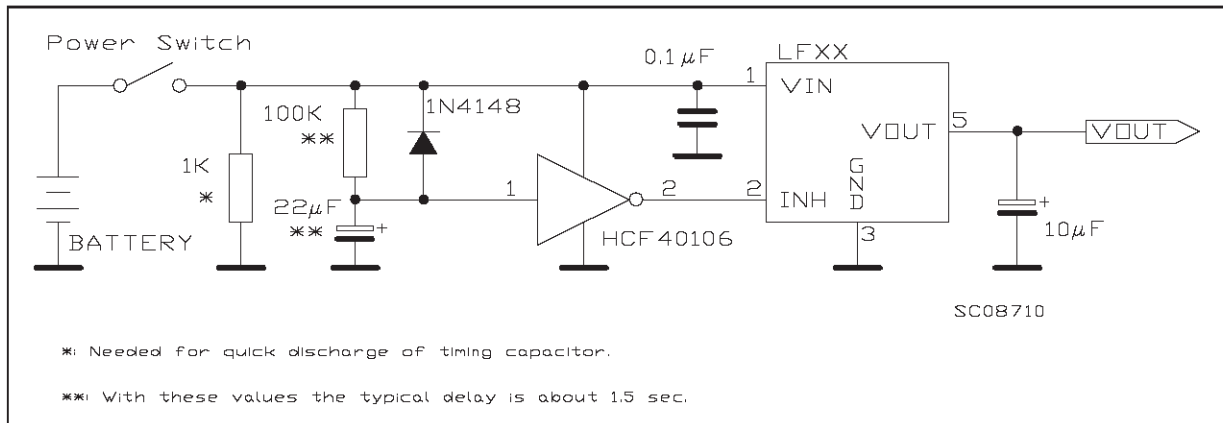 Power Switch
0.1µF
LFXX
1
VIN
100K
**
1N4148
VOUT
5
VOUT
1K
*
1
2
2
INH
GND
22µF
**
+
HCF40106
3
+
10µF
BATTERY
SC08710
*: Needed for quick discharge of timing capacitor.
**: With these values the typical delay is about 1.5 sec.